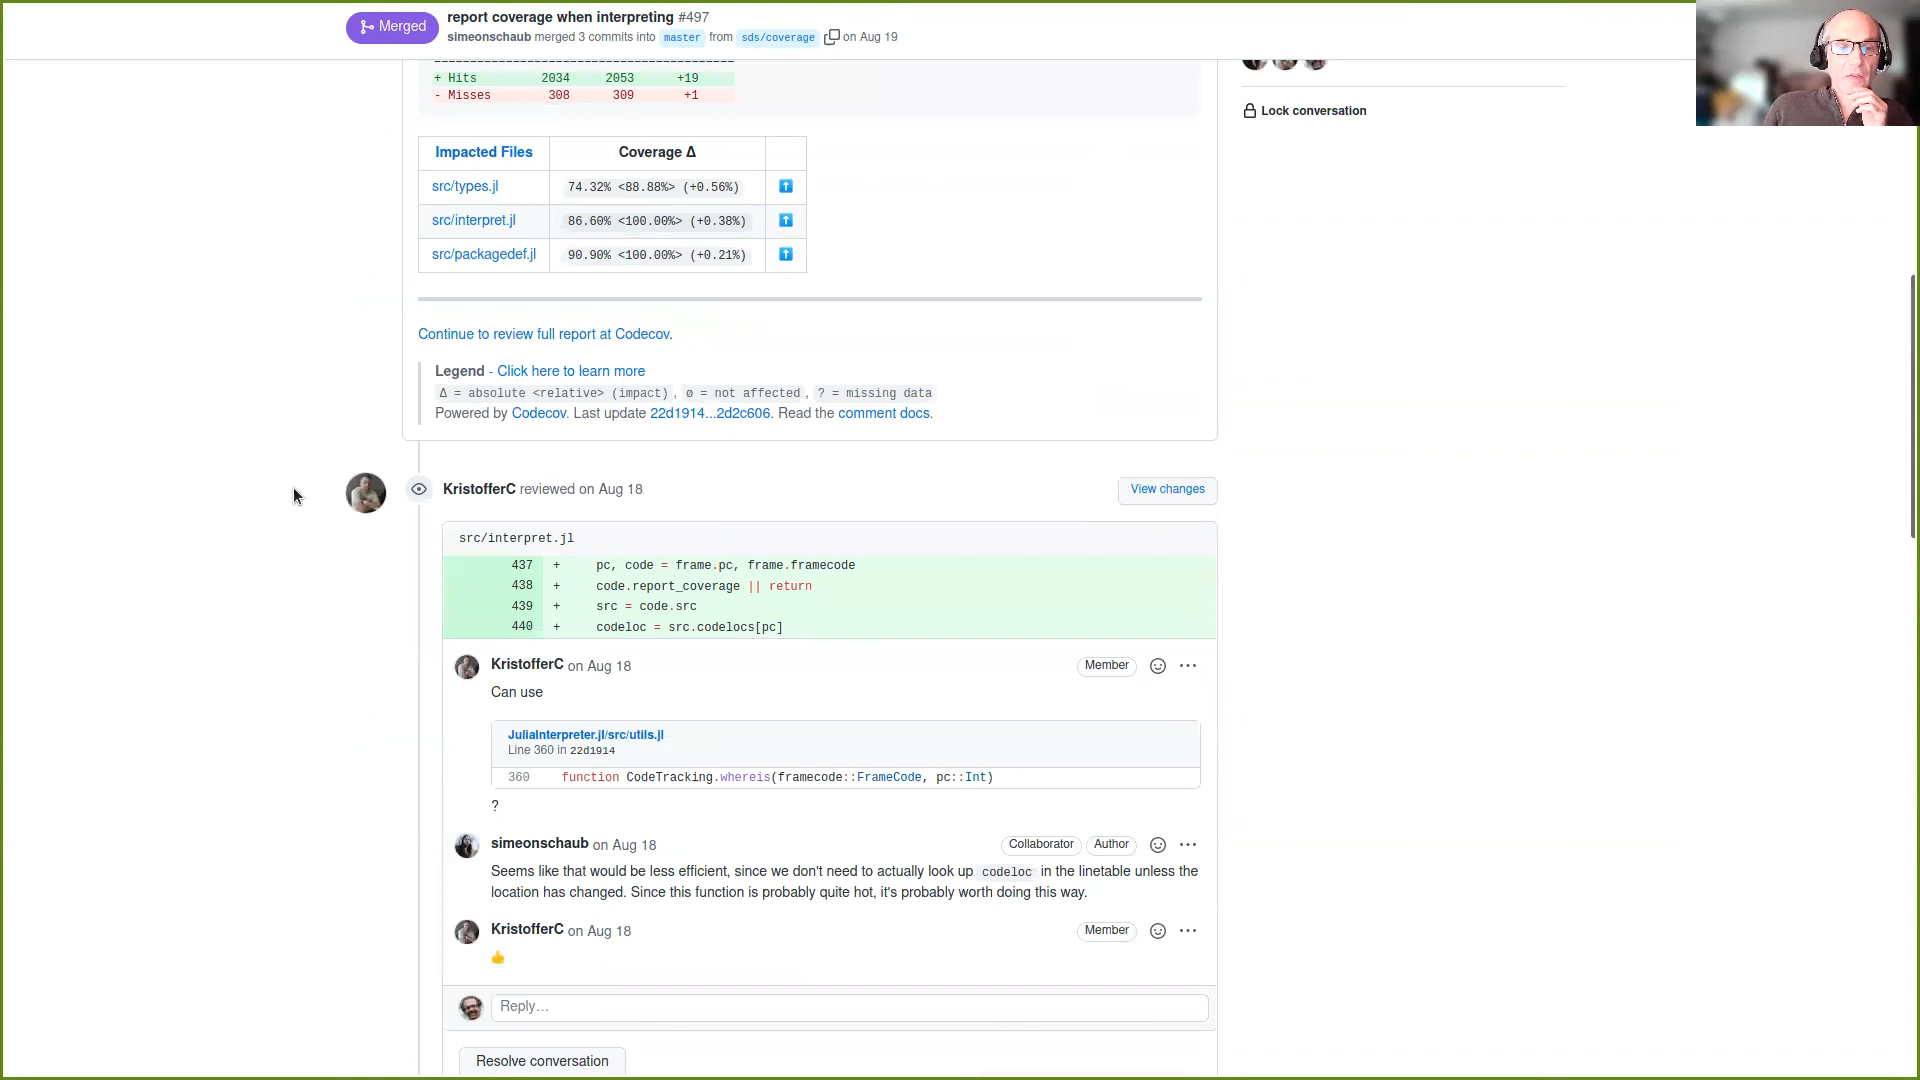 Merged
report coverage when interpreting #497
simeonschaub merged 3 commits into master from sds/coverage on Aug 19
+ Hits 2034 2053 +19
- Misses 308 309 +1
Lock conversation
Impacted Files Coverage Δ
src/types.jl 74.32% <88.88%> (+0.56%)
src/interpret.jl 86.60% <100.00%> (+0.38%)
src/packagedef.jl 90.90% <100.00%> (+0.21%)
Continue to review full report at Codecov.
Legend - Click here to learn more
Δ = absolute <relative> (impact), ø = not affected, ? = missing data
Powered by Codecov. Last update 22d1914...2d2c606. Read the comment docs.
KristofferC reviewed on Aug 18
View changes
src/interpret.jl
437 + pc, code = frame.pc, frame.framecode
438 + code.report_coverage || return
439 + src = code.src
440 + codeloc = src.codelocs[pc]
KristofferC on Aug 18 Member
Can use
JuliaInterpreter.jl/src/utils.jl
Line 360 in 22d1914
360 function CodeTracking.whereis(framecode::FrameCode, pc::Int)
?
simeonschaub on Aug 18 Collaborator Author
Seems like that would be less efficient, since we don't need to actually look up codeloc in the linetable unless the
location has changed. Since this function is probably quite hot, it's probably worth doing this way.
KristofferC on Aug 18 Member
👍
Reply...
Resolve conversation